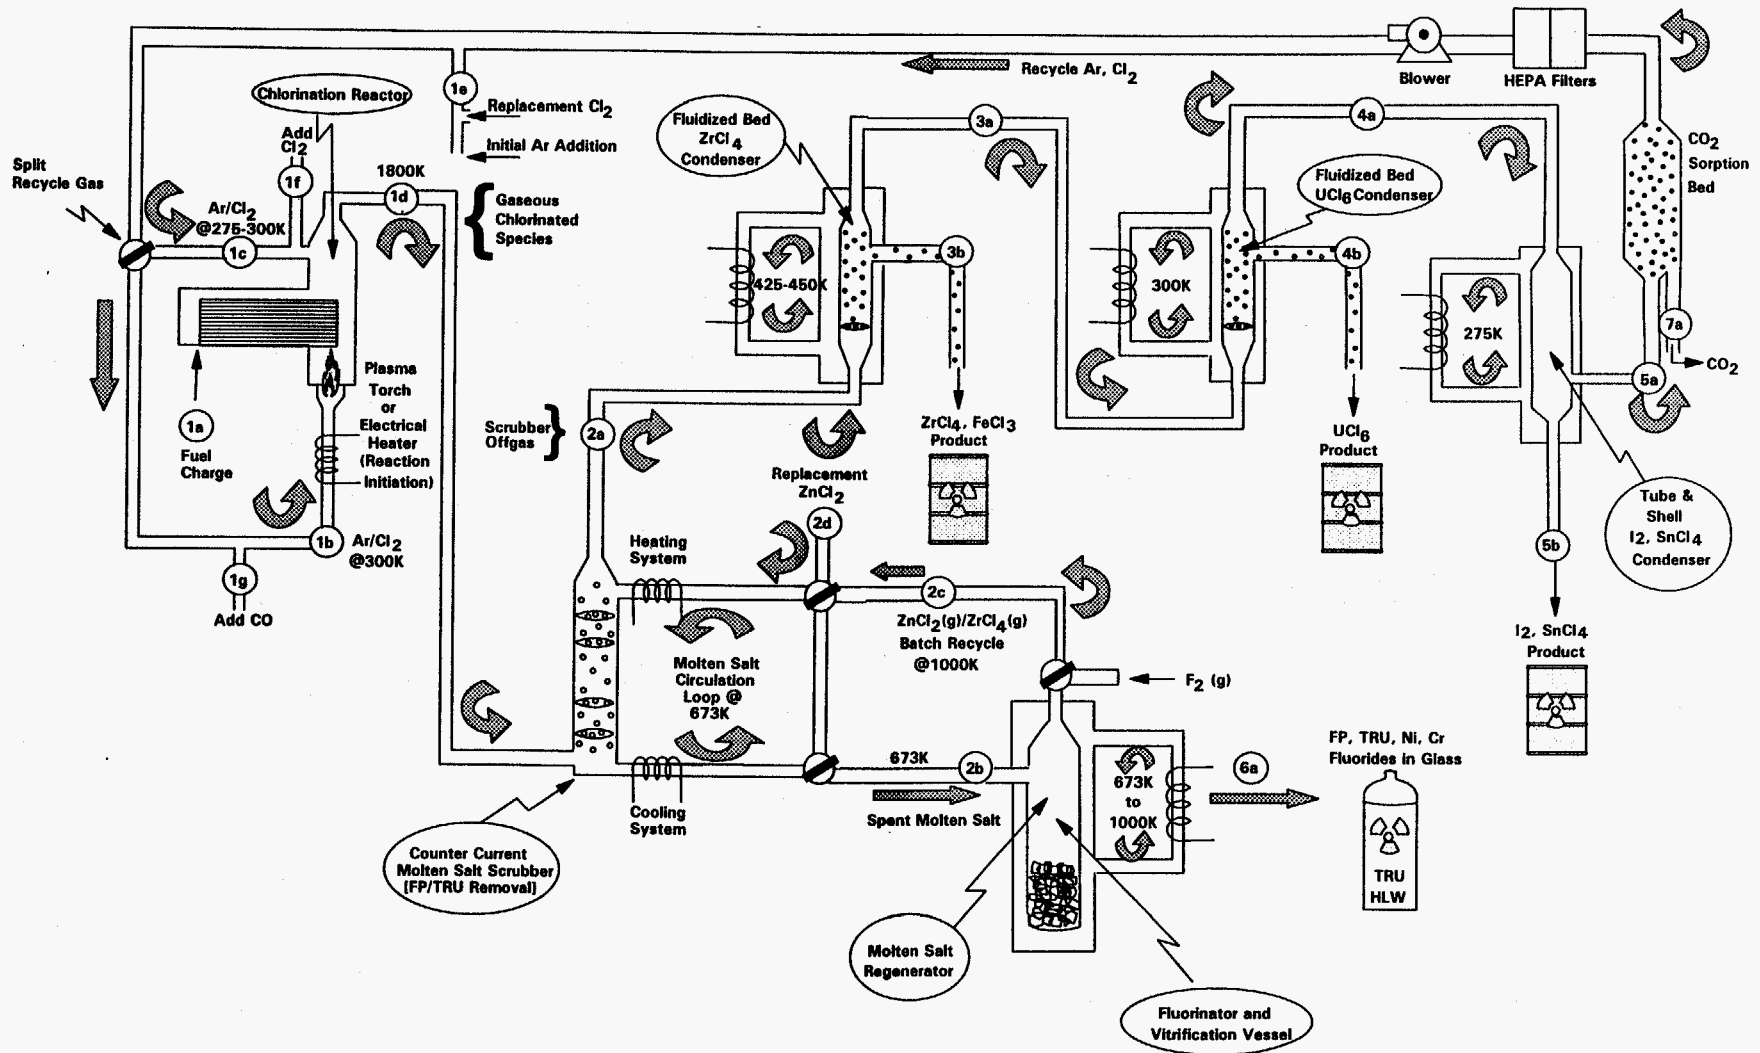 Recycle Ar, Cl2
Blower
HEPA Filters
Chlorination Reactor
1e
Replacement Cl2
Initial Ar Addition
Add
Cl2
1f
Split
Recycle Gas
Ar/Cl2
@275-300K
1c
1800K
1d
Gaseous
Chlorinated
Species
Fluidized Bed
ZrCl4
Condenser
3a
425-450K
3b
ZrCl4, FeCl3
Product
Fluidized Bed
UCl6 Condenser
4a
300K
4b
UCl6
Product
CO2
Sorption
Bed
275K
7a
CO2
5a
Tube &
Shell
I2, SnCl4
Condenser
5b
I2, SnCl4
Product
1a
Fuel
Charge
Plasma
Torch
or
Electrical
Heater
(Reaction
Initiation)
1b
Ar/Cl2
@300K
1g
Add CO
Scrubber
Offgas
2a
Replacement
ZnCl2
2d
Heating
System
2c
ZnCl2(g)/ZrCl4(g)
Batch Recycle
@1000K
Molten Salt
Circulation
Loop @
673K
F2 (g)
673K
2b
Spent Molten Salt
Cooling
System
673K
to
1000K
6a
FP, TRU, Ni, Cr
Fluorides in Glass
TRU
HLW
Counter Current
Molten Salt Scrubber
[FP/TRU Removal]
Molten Salt
Regenerator
Fluorinator and
Vitrification Vessel